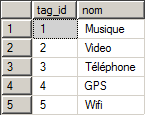 tag_id nom
1 1 Musique
2 2 Video
3 3 Téléphone
4 4 GPS
5 5 Wifi